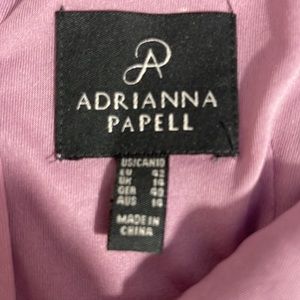 ADRIANNA
PAPELL
US/CAN10
EU 42
UK 14
GER 40
AUS 14
MADE IN
CHINA